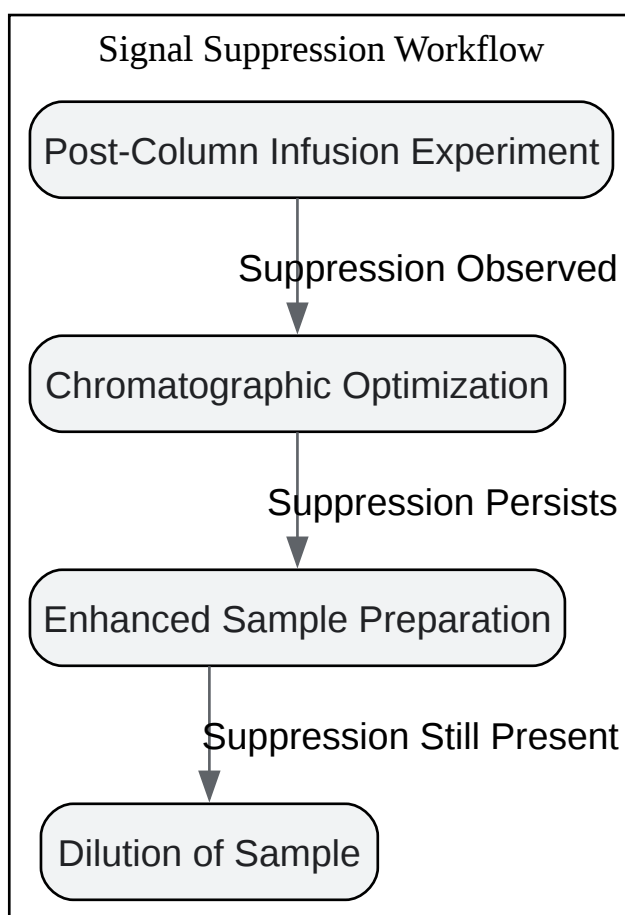 Signal Suppression Workflow
Post-Column Infusion Experiment
Suppression Observed
Chromatographic Optimization
Suppression Persists
Enhanced Sample Preparation
Suppression Still Present
Dilution of Sample